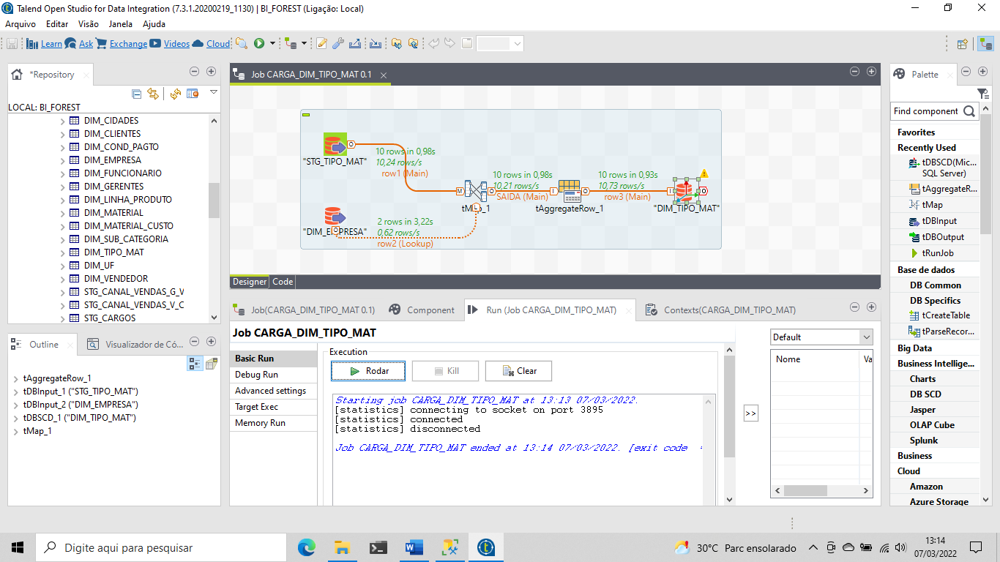 Talend Open Studio for Data Integration (7.3.1.20200219_1130) | BI_FOREST (Ligação: Local)
Arquivo Editar Visão Janela Ajuda
Learn Ask Exchange Videos Cloud
*Repository
LOCAL: BI_FOREST
DIM_CIDADES
DIM_CLIENTES
DIM_COND_PAGTO
DIM_EMPRESA
DIM_FUNCIONARIO
DIM_GERENTES
DIM_LINHA_PRODUTO
DIM_MATERIAL
DIM_MATERIAL_CUSTO
DIM_SUB_CATEGORIA
DIM_TIPO_MAT
DIM_UF
DIM_VENDEDOR
STG_CANAL_VENDAS_G_V
STG_CANAL_VENDAS_V_C
STG_CARGOS
Outline
Visualizador de Có...
tAggregateRow_1
tDBInput_1 ("STG_TIPO_MAT")
tDBInput_2 ("DIM_EMPRESA")
tDBSCD_1 ("DIM_TIPO_MAT")
tMap_1
Job CARGA_DIM_TIPO_MAT 0.1
"STG_TIPO_MAT"
10 rows in 0,98s
10,24 rows/s
row1 (Main)
10 rows in 0,98s
10,21 rows/s
SAIDA (Main)
10 rows in 0,93s
10,73 rows/s
row3 (Main)
tAggregateRow_1
"DIM_TIPO_MAT"
2 rows in 3,22s
0,62 rows/s
row2 (Lookup)
Designer Code
Job(CARGA_DIM_TIPO_MAT 0.1)
Component
Run (Job CARGA_DIM_TIPO_MAT)
Contexts(CARGA_DIM_TIPO_MAT)
Job CARGA_DIM_TIPO_MAT
Basic Run
Debug Run
Advanced settings
Target Exec
Memory Run
Execution
Rodar
Kill
Clear
Starting job CARGA_DIM_TIPO_MAT at 13:13 07/03/2022.
[statistics] connecting to socket on port 3895
[statistics] connected
[statistics] disconnected
Job CARGA_DIM_TIPO_MAT ended at 13:14 07/03/2022. [exit code
>>
Default
Nome
Va
Palette
Find component
Favorites
Recently Used
tDBSCD(Mic...
SQL Server)
tAggregateR...
tMap
tDBInput
tDBOutput
tRunJob
Base de dados
DB Common
DB Specifics
tCreateTable
tParseRecor...
Big Data
Business Intellige...
Charts
DB SCD
Jasper
OLAP Cube
Splunk
Business
Cloud
Amazon
Azure Storage
Digite aqui para pesquisar
30°C Parc ensolarado
13:14
07/03/2022